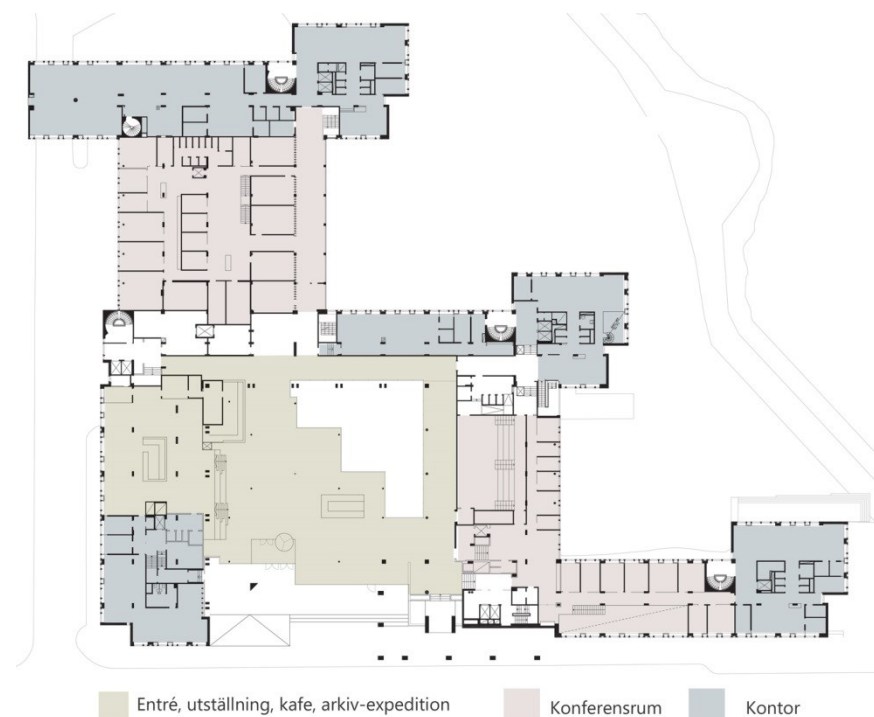 Entré, utställning, kafe, arkiv-expedition
Konferensrum
Kontor